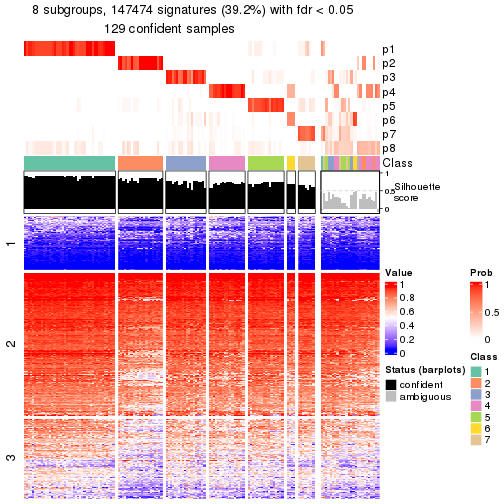 8 subgroups, 147474 signatures (39.2%) with fdr < 0.05
129 confident samples
p1
p2
p3
p4
p5
p6
p7
p8
Class
1
0.5
0
Silhouette
score
1
2
3
Value
1
0.8
0.6
0.4
0.2
0
Prob
1
0.5
0
Status (barplots)
confident
ambiguous
Class
1
2
3
4
5
6
7